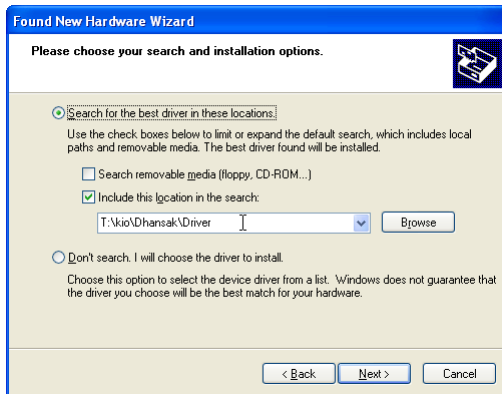 Found New Hardware Wizard
Please choose your search and installation options.
Search for the best driver in these locations.
Use the check boxes below to limit or expand the default search, which includes local
paths and removable media. The best driver found will be installed.
Search removable media (floppy, CD-ROM...)
Include this location in the search:
T:\kio\Dhansak\Driver
Browse
Don't search. I will choose the driver to install.
Choose this option to select the device driver from a list. Windows does not guarantee that
the driver you choose will be the best match for your hardware.
< Back
Next >
Cancel